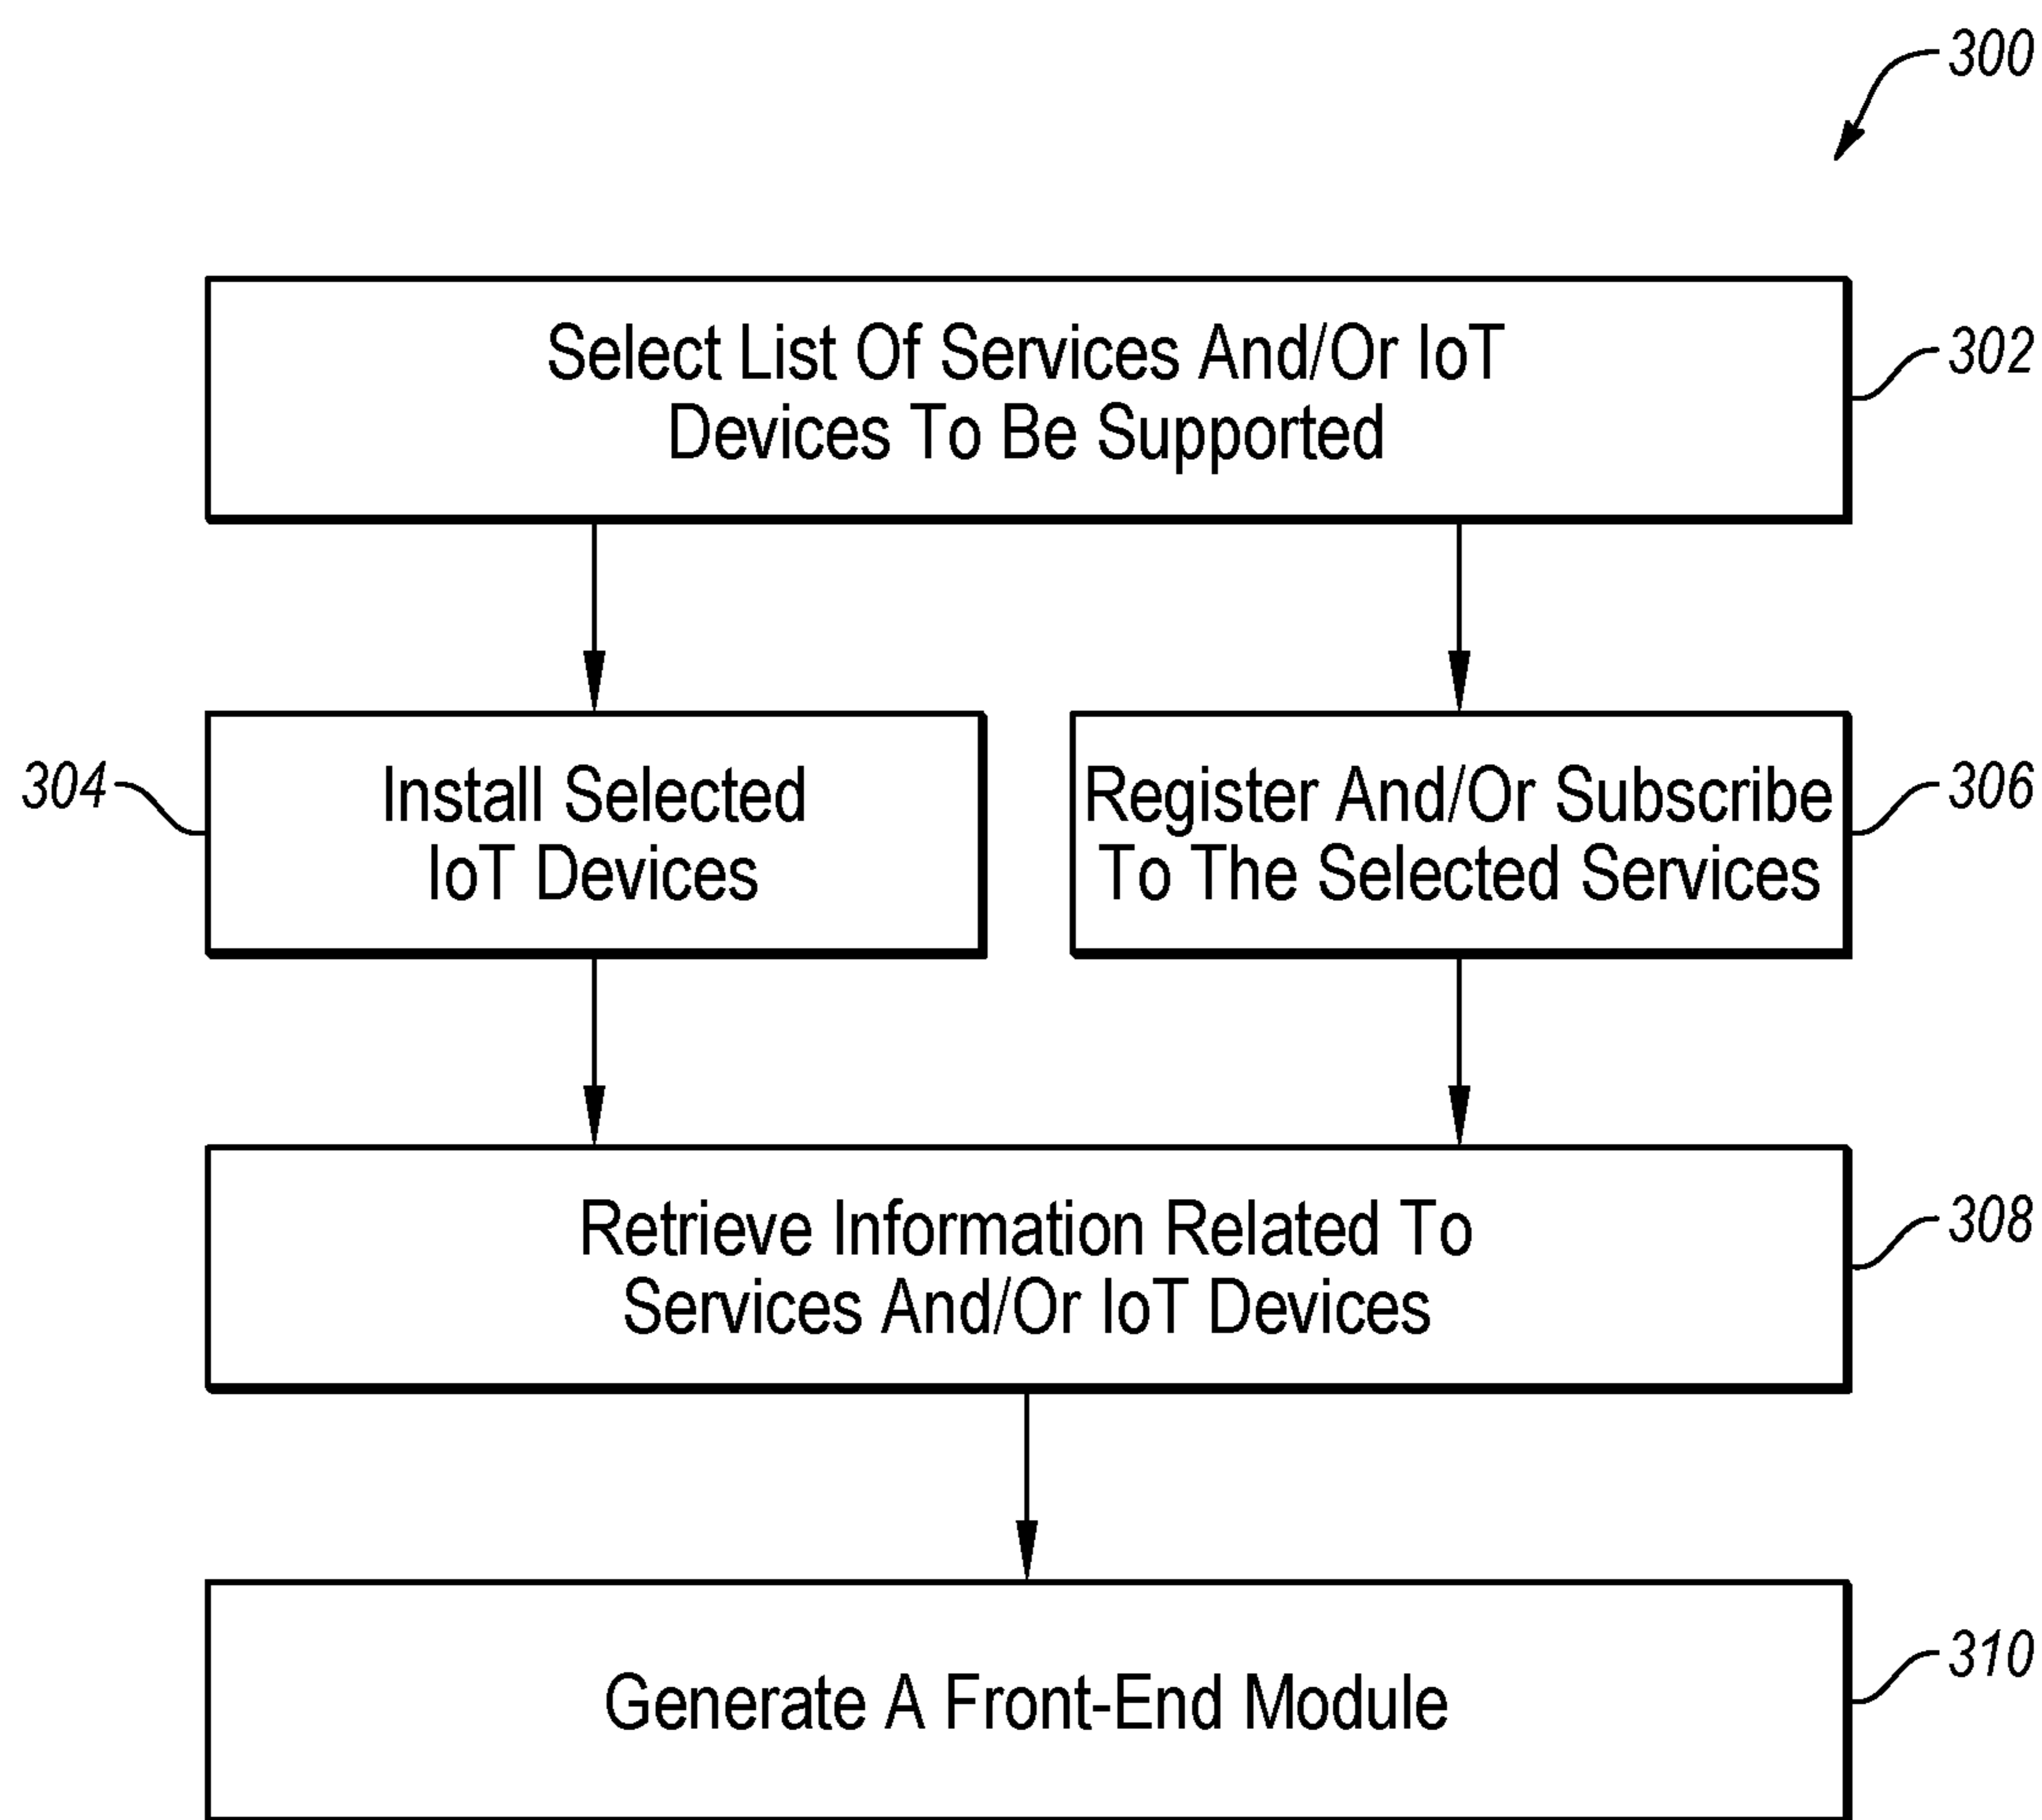 300
Select List Of Services And/Or IoT
Devices To Be Supported
302
304
Install Selected
IoT Devices
Register And/Or Subscribe
To The Selected Services
306
Retrieve Information Related To
Services And/Or IoT Devices
308
Generate A Front-End Module
310